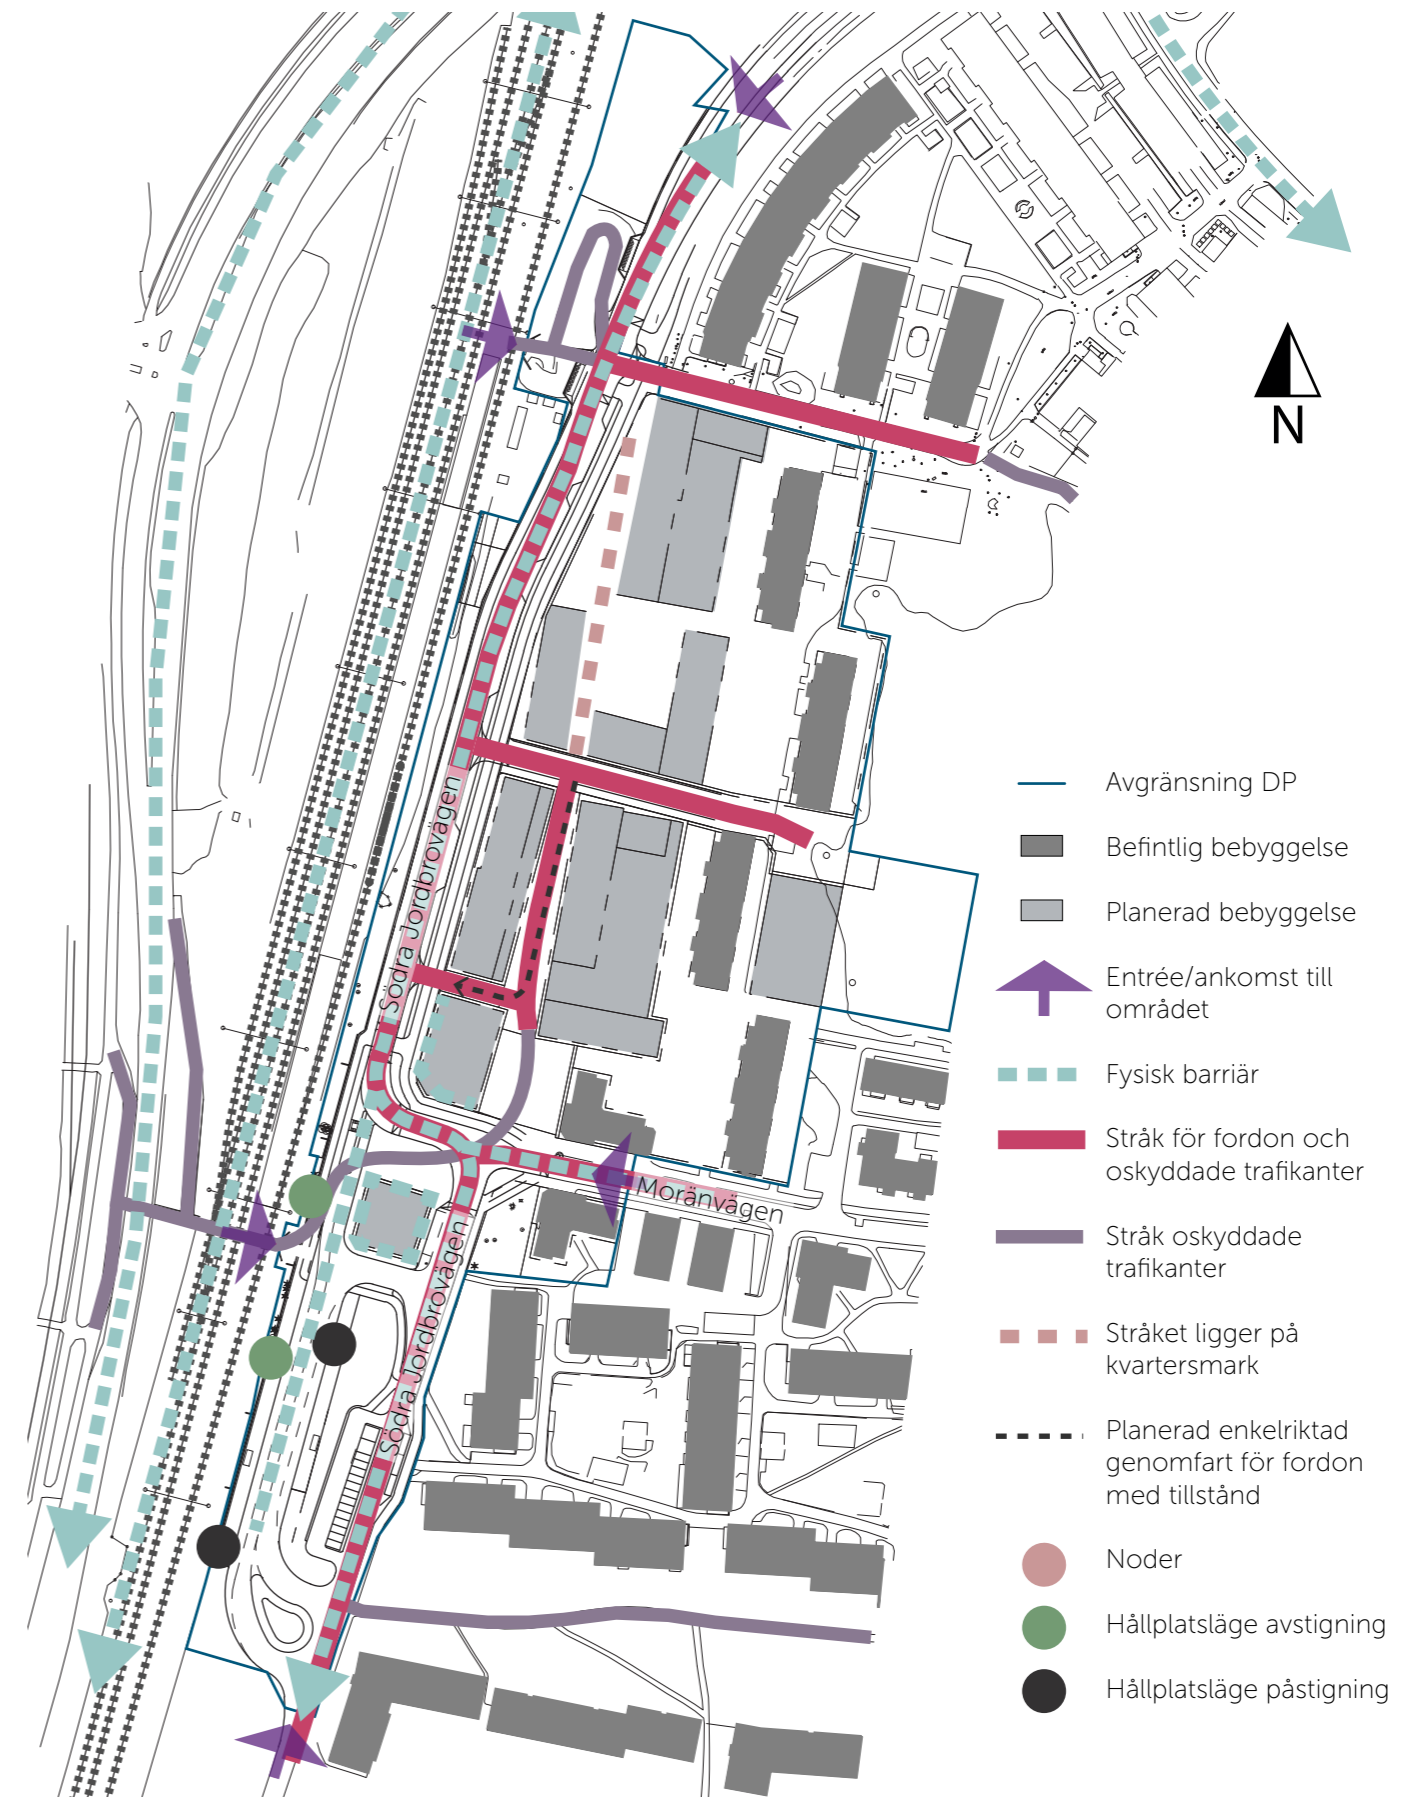 N
Södra Jordbrovägen
Moränvägen
Södra Jordbrovägen
Avgränsning DP
Befintlig bebyggelse
Planerad bebyggelse
Entrée/ankomst till
området
Fysisk barriär
Stråk för fordon och
oskyddade trafikanter
Stråk oskyddade
trafikanter
Stråket ligger på
kvartersmark
Planerad enkelriktad
genomfart för fordon
med tillstånd
Noder
Hållplatsläge avstigning
Hållplatsläge påstigning